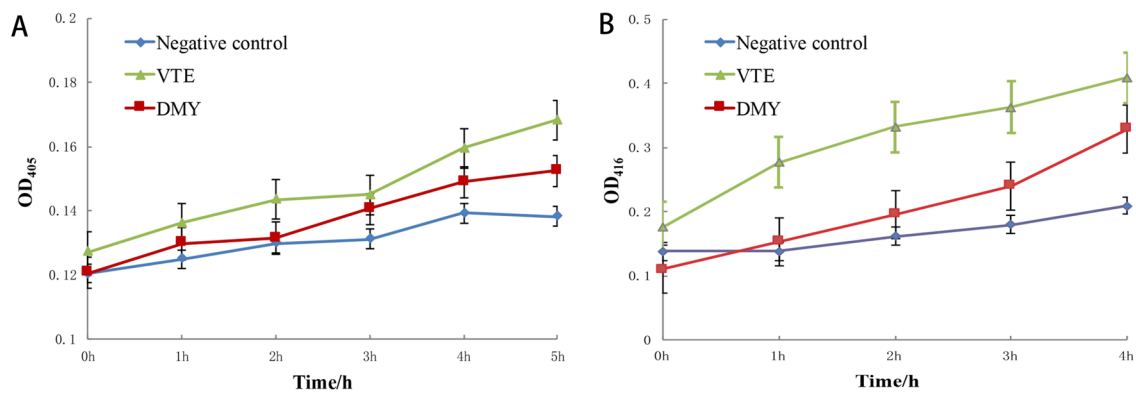 A
Negative control
VTE
DMY
OD405
0.2
0.18
0.16
0.14
0.12
0.1
0h 1h 2h 3h 4h 5h
Time/h
B
Negative control
VTE
DMY
OD416
0.5
0.4
0.3
0.2
0.1
0
0h 1h 2h 3h 4h
Time/h